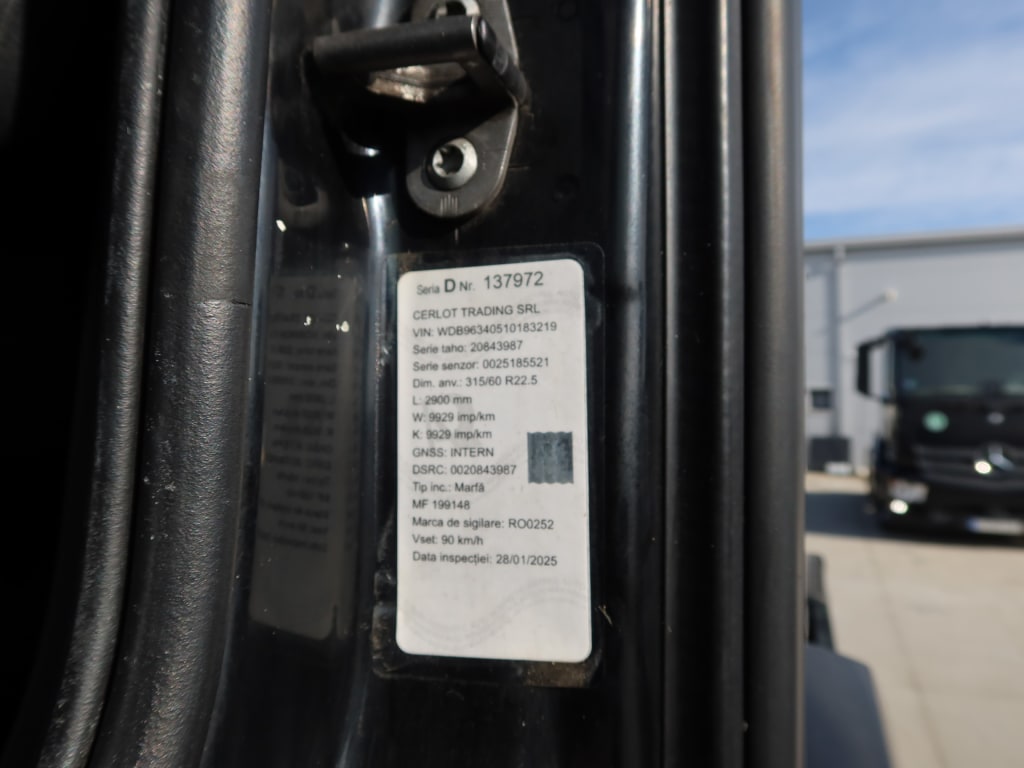 Seria D Nr. 137972
CERLOT TRADING SRL
VIN: WDB96340510183219
Serie taho: 20843987
Serie senzor: 0025185521
Dim. anv.: 315/60 R22.5
L: 2900 mm
W: 9929 imp/km
K: 9929 imp/km
GNSS: INTERN
DSRC: 0020843987
Tip inc.: Marfă
MF 199148
Marca de sigilare: RO0252
Vset: 90 km/h
Data inspecției: 28/01/2025